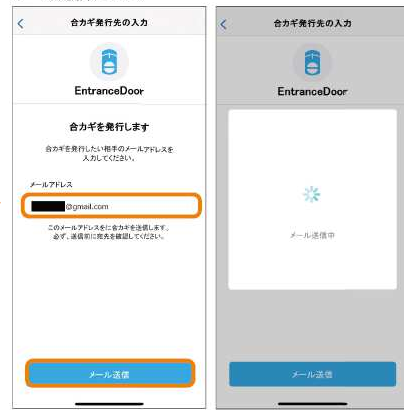 合カギ発行先の入力
EntranceDoor
合カギを発行します
合カギを発行したい相手のメールアドレスを
入力してください。
メールアドレス
@gmail.com
このメールアドレスをに合カギを送信します。
必ず、送信前に宛先を確認してください。
メール送信
合カギ発行先の入力
EntranceDoor
メール送信中
メール送信